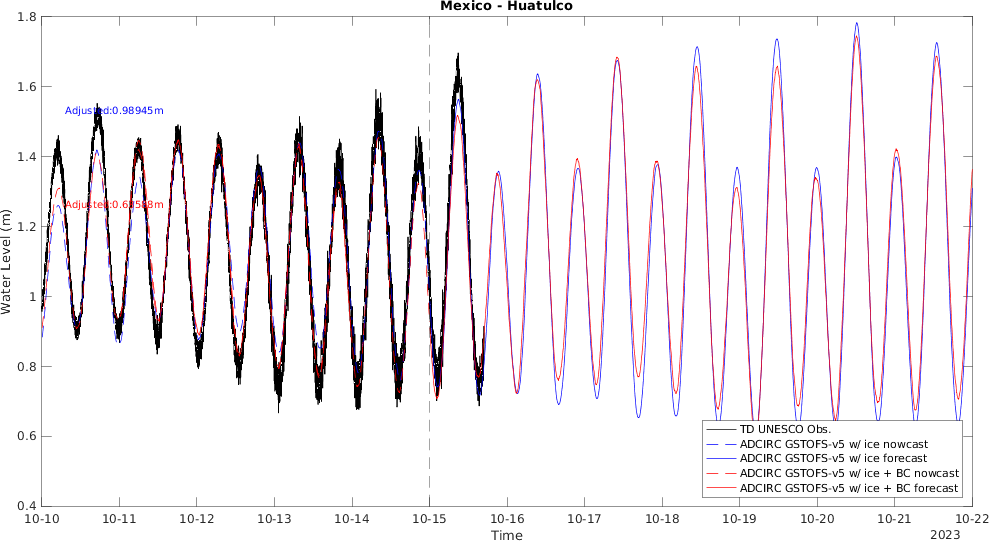 Mexico - Huatulco
1.8
1.6
1.4
1.2
1
0.8
0.6
0.4
Water Level (m)
Adjusted:0.98945m
TD UNESCO Obs.
ADCIRC GSTOFS-v5 w/ ice nowcast
ADCIRC GSTOFS-v5 w/ ice forecast
ADCIRC GSTOFS-v5 w/ ice + BC nowcast
ADCIRC GSTOFS-v5 w/ ice + BC forecast
10-10 10-11 10-12 10-13 10-14 10-15 10-16 10-17 10-18 10-19 10-20 10-21 10-22
Time
2023